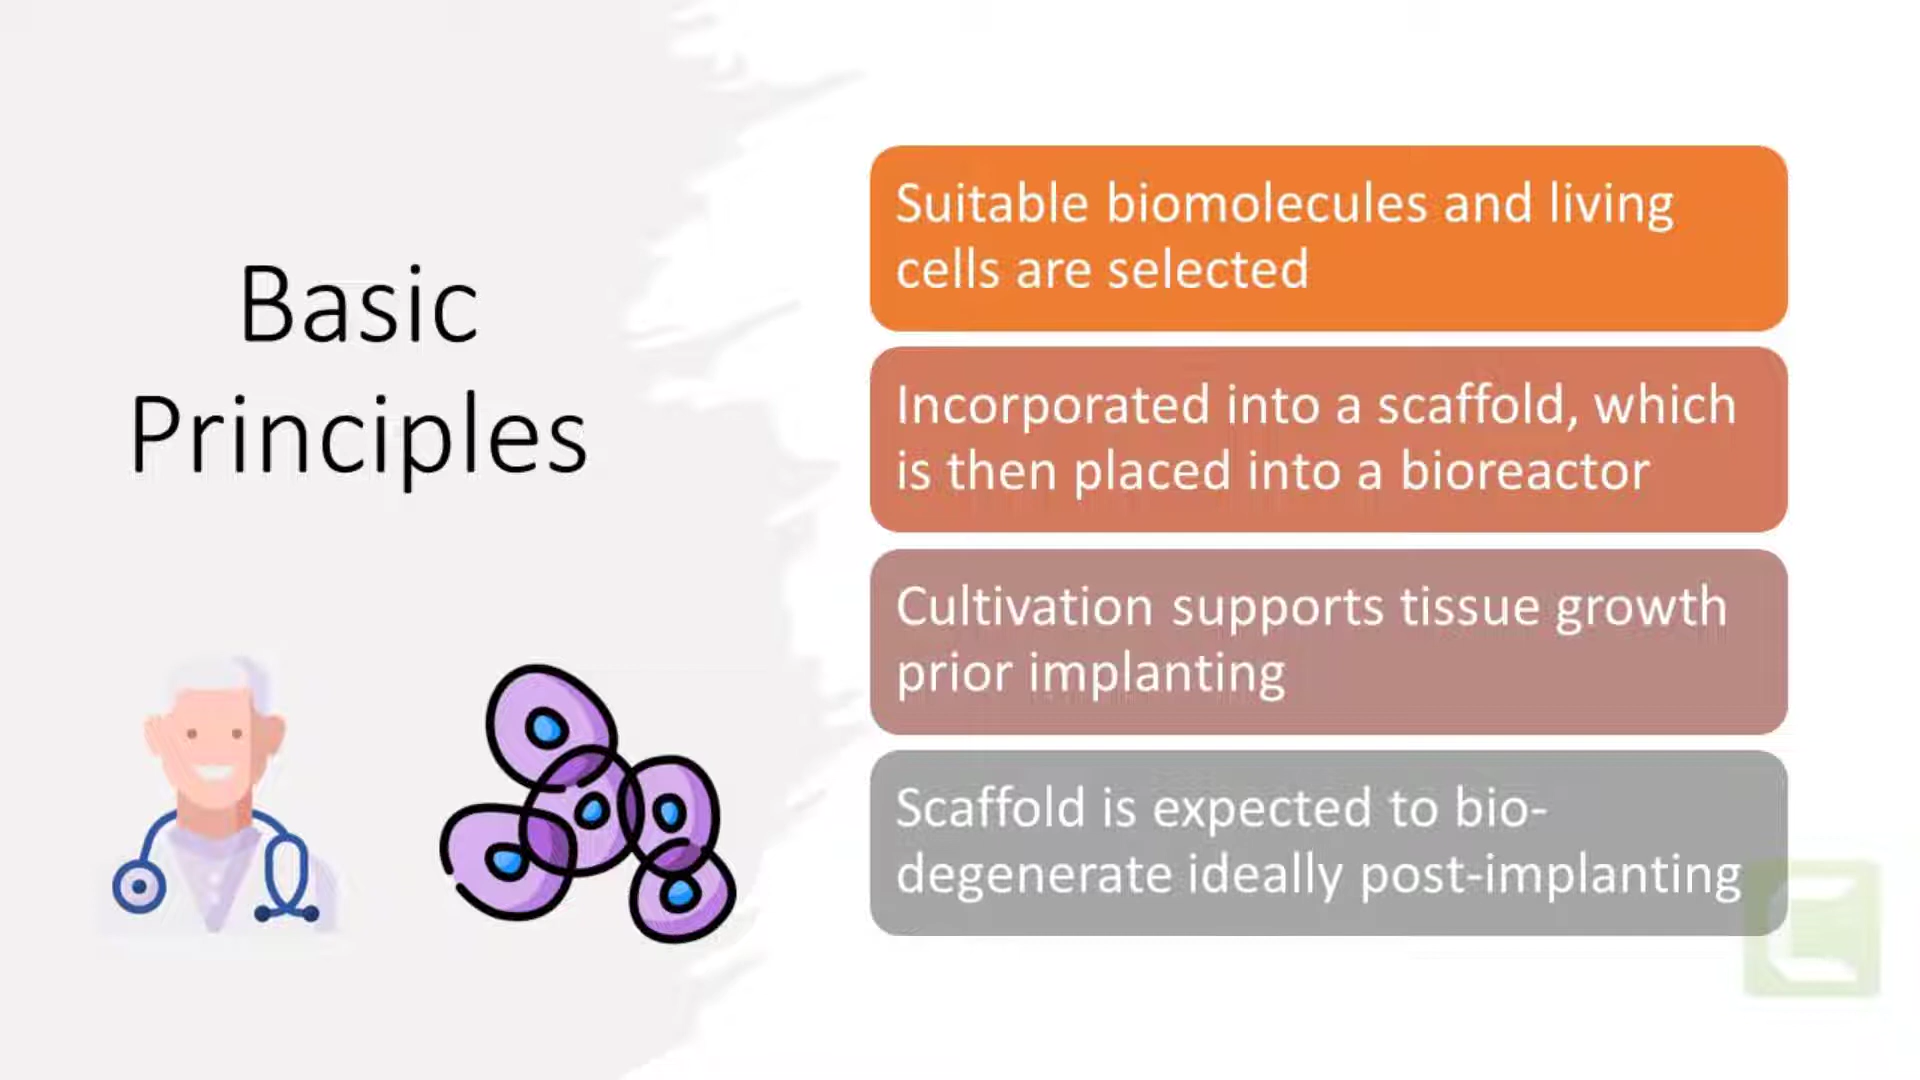 Basic
Principles
Suitable biomolecules and living
cells are selected
Incorporated into a scaffold, which
is then placed into a bioreactor
Cultivation supports tissue growth
prior implanting
Scaffold is expected to bio-
degenerate ideally post-implanting